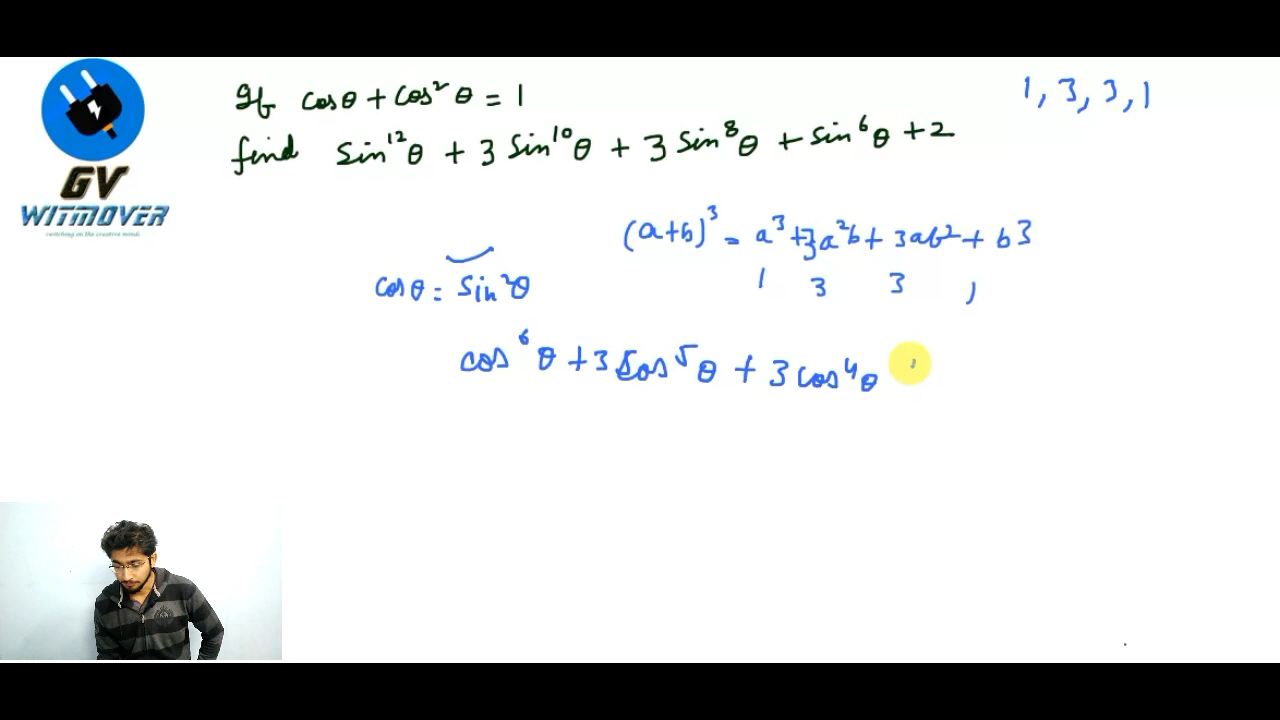 If cosθ + cos²θ = 1
1, 3, 3, 1
find sin¹²θ + 3 sin¹⁰θ + 3 sin⁸θ + sin⁶θ + 2
GV
WITMOVER
switching on the creative minds
(a+b)³ = a³ + 3a²b + 3ab² + b3
1 3 3 1
cosθ = sin²θ
cos⁶θ + 3 cos⁵θ + 3 cos⁴θ